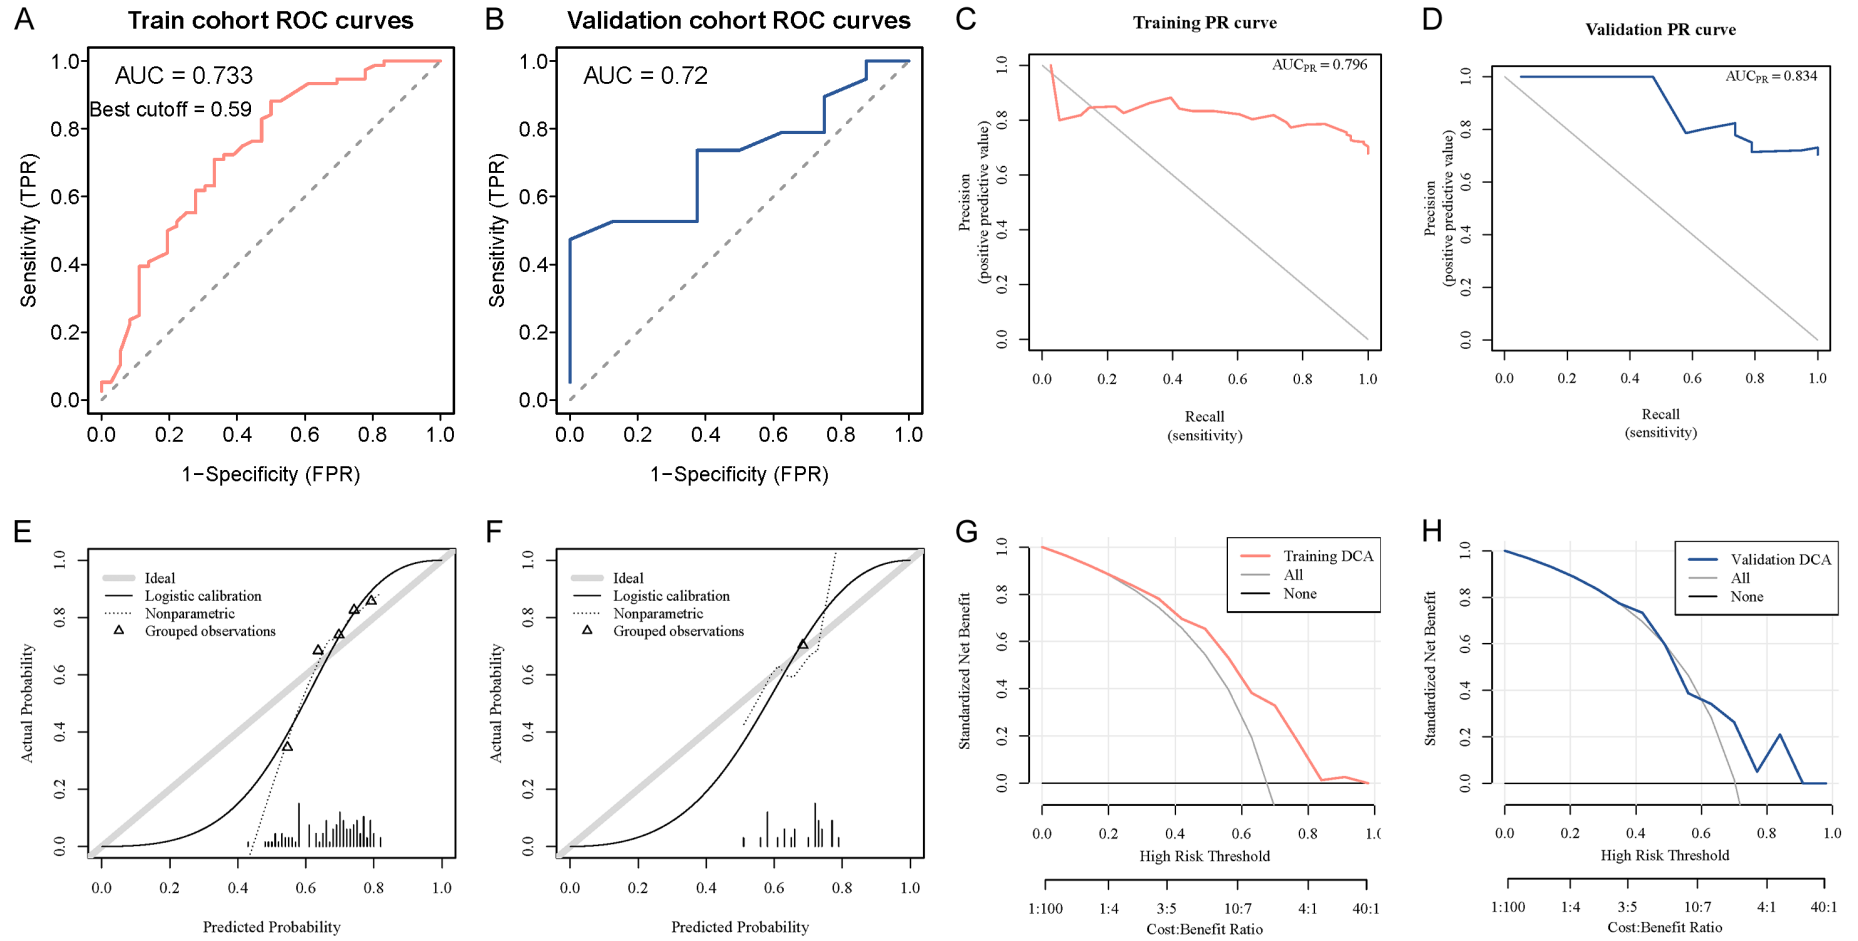 A
Train cohort ROC curves
AUC = 0.733
Best cutoff = 0.59
1.0
0.8
0.6
0.4
0.2
0.0
Sensitivity (TPR)
0.0 0.2 0.4 0.6 0.8 1.0
1−Specificity (FPR)
B
Validation cohort ROC curves
AUC = 0.72
1.0
0.8
0.6
0.4
0.2
0.0
Sensitivity (TPR)
0.0 0.2 0.4 0.6 0.8 1.0
1−Specificity (FPR)
C
Training PR curve
AUCPR = 0.796
1.0
0.8
0.6
0.4
0.2
0.0
Precision
(positive predictive value)
0.0 0.2 0.4 0.6 0.8 1.0
Recall
(sensitivity)
D
Validation PR curve
AUCPR = 0.834
1.0
0.8
0.6
0.4
0.2
0.0
Precision
(positive predictive value)
0.0 0.2 0.4 0.6 0.8 1.0
Recall
(sensitivity)
E
Ideal
Logistic calibration
Nonparametric
Grouped observations
1.0
0.8
0.6
0.4
0.2
0.0
Actual Probability
0.0 0.2 0.4 0.6 0.8 1.0
Predicted Probability
F
Ideal
Logistic calibration
Nonparametric
Grouped observations
1.0
0.8
0.6
0.4
0.2
0.0
Actual Probability
0.0 0.2 0.4 0.6 0.8 1.0
Predicted Probability
G
Training DCA
All
None
1.0
0.8
0.6
0.4
0.2
0.0
Standardized Net Benefit
0.0 0.2 0.4 0.6 0.8 1.0
High Risk Threshold
1:100 1:4 3:5 10:7 4:1 40:1
Cost:Benefit Ratio
H
Validation DCA
All
None
1.0
0.8
0.6
0.4
0.2
0.0
Standardized Net Benefit
0.0 0.2 0.4 0.6 0.8 1.0
High Risk Threshold
1:100 1:4 3:5 10:7 4:1 40:1
Cost:Benefit Ratio